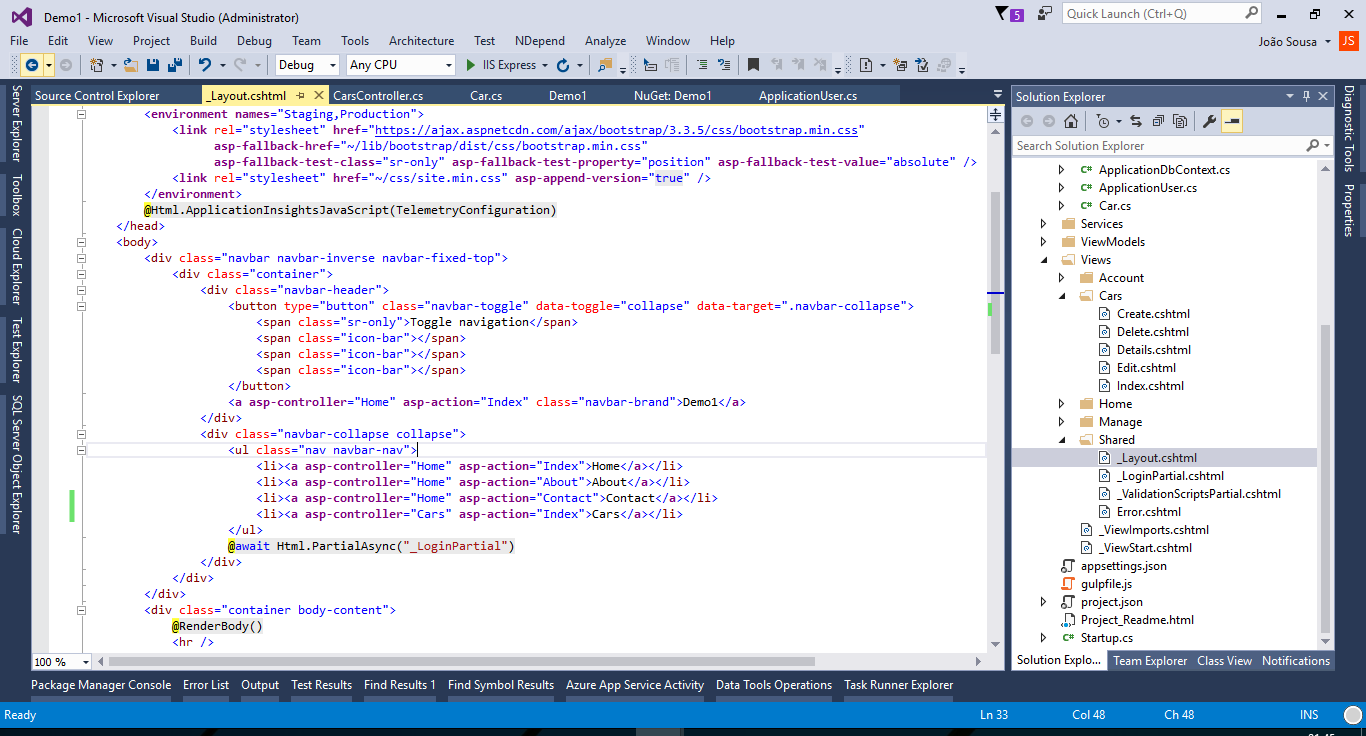 Demo1 - Microsoft Visual Studio (Administrator)
5
Quick Launch (Ctrl+Q)
File Edit View Project Build Debug Team Tools Architecture Test NDepend Analyze Window Help
João Sousa JS
Debug Any CPU IIS Express
Server Explorer
Toolbox
Cloud Explorer
Test Explorer
SQL Server Object Explorer
Source Control Explorer _Layout.cshtml CarsController.cs Car.cs Demo1 NuGet: Demo1 ApplicationUser.cs
<environment names="Staging,Production">
<link rel="stylesheet" href="https://ajax.aspnetcdn.com/ajax/bootstrap/3.3.5/css/bootstrap.min.css"
asp-fallback-href="~/lib/bootstrap/dist/css/bootstrap.min.css"
asp-fallback-test-class="sr-only" asp-fallback-test-property="position" asp-fallback-test-value="absolute" />
<link rel="stylesheet" href="~/css/site.min.css" asp-append-version="true" />
</environment>
@Html.ApplicationInsightsJavaScript(TelemetryConfiguration)
</head>
<body>
<div class="navbar navbar-inverse navbar-fixed-top">
<div class="container">
<div class="navbar-header">
<button type="button" class="navbar-toggle" data-toggle="collapse" data-target=".navbar-collapse">
<span class="sr-only">Toggle navigation</span>
<span class="icon-bar"></span>
<span class="icon-bar"></span>
<span class="icon-bar"></span>
</button>
<a asp-controller="Home" asp-action="Index" class="navbar-brand">Demo1</a>
</div>
<div class="navbar-collapse collapse">
<ul class="nav navbar-nav">
<li><a asp-controller="Home" asp-action="Index">Home</a></li>
<li><a asp-controller="Home" asp-action="About">About</a></li>
<li><a asp-controller="Home" asp-action="Contact">Contact</a></li>
<li><a asp-controller="Cars" asp-action="Index">Cars</a></li>
</ul>
@await Html.PartialAsync("_LoginPartial")
</div>
</div>
</div>
<div class="container body-content">
@RenderBody()
<hr />
100 %
Solution Explorer
Search Solution Explorer
C# ApplicationDbContext.cs
C# ApplicationUser.cs
C# Car.cs
Services
ViewModels
Views
Account
Cars
Create.cshtml
Delete.cshtml
Details.cshtml
Edit.cshtml
Index.cshtml
Home
Manage
Shared
_Layout.cshtml
_LoginPartial.cshtml
_ValidationScriptsPartial.cshtml
Error.cshtml
_ViewImports.cshtml
_ViewStart.cshtml
appsettings.json
gulpfile.js
project.json
Project_Readme.html
C# Startup.cs
Solution Explo... Team Explorer Class View Notifications
Diagnostic Tools
Properties
Package Manager Console Error List Output Test Results Find Results 1 Find Symbol Results Azure App Service Activity Data Tools Operations Task Runner Explorer
Ready Ln 33 Col 48 Ch 48 INS